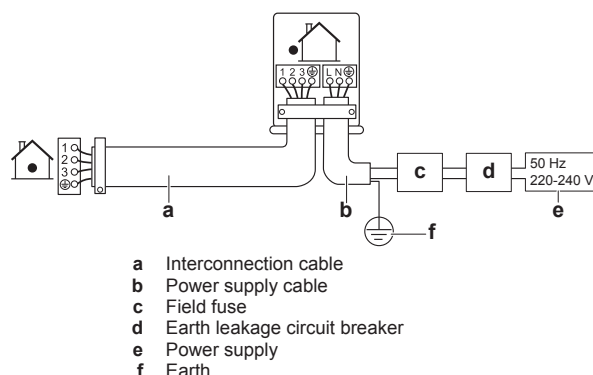 1 2 3 ⏚ L N ⏚
1
2
3
⏚
a
b
c
d
50 Hz
220-240 V
e
f
a Interconnection cable
b Power supply cable
c Field fuse
d Earth leakage circuit breaker
e Power supply
f Earth